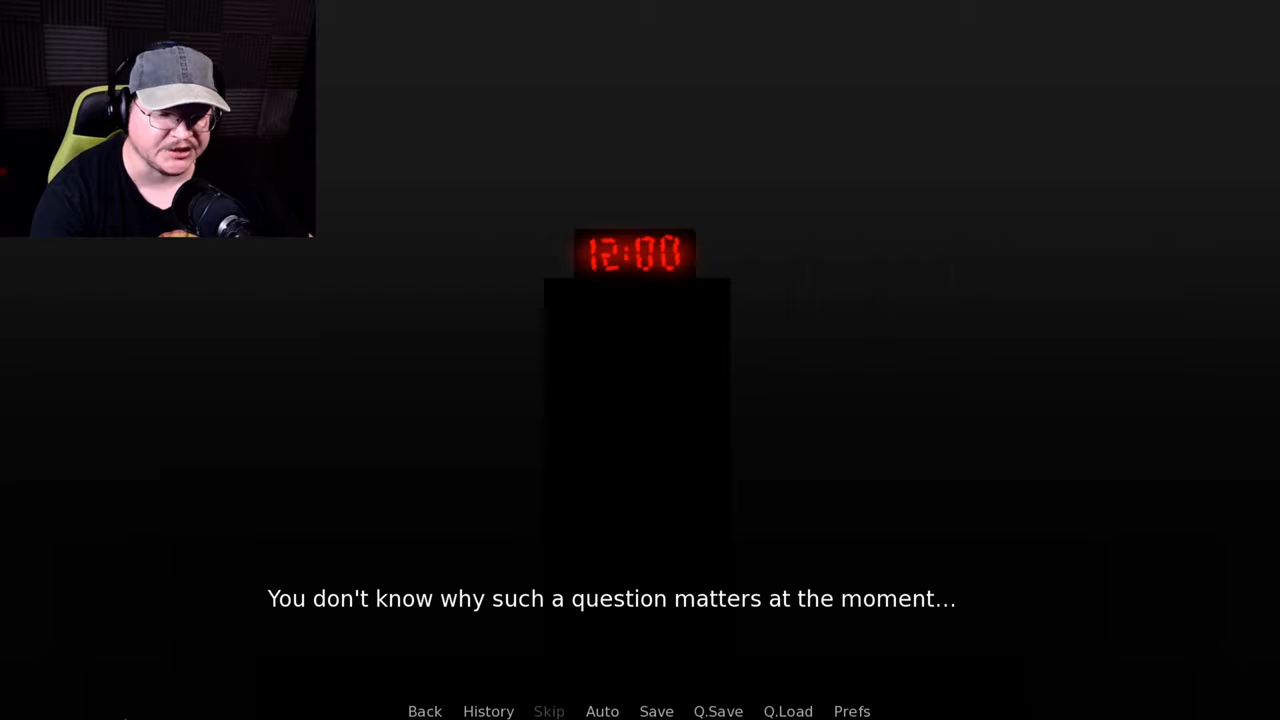 12:00
You don't know why such a question matters at the moment...
Back History Skip Auto Save Q.Save Q.Load Prefs